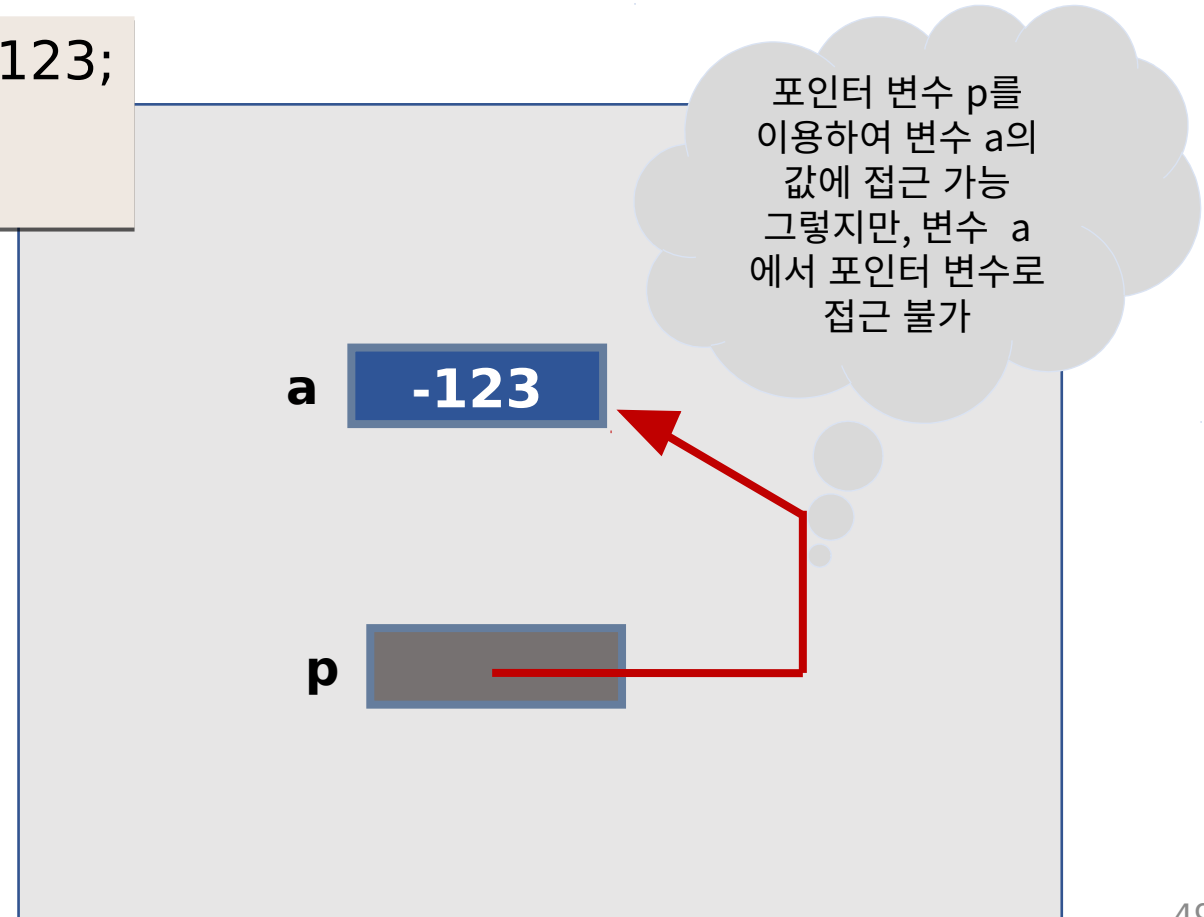 123;
포인터 변수 p를
이용하여 변수 a의
값에 접근 가능
그렇지만, 변수 a
에서 포인터 변수로
접근 불가
a
-123
p